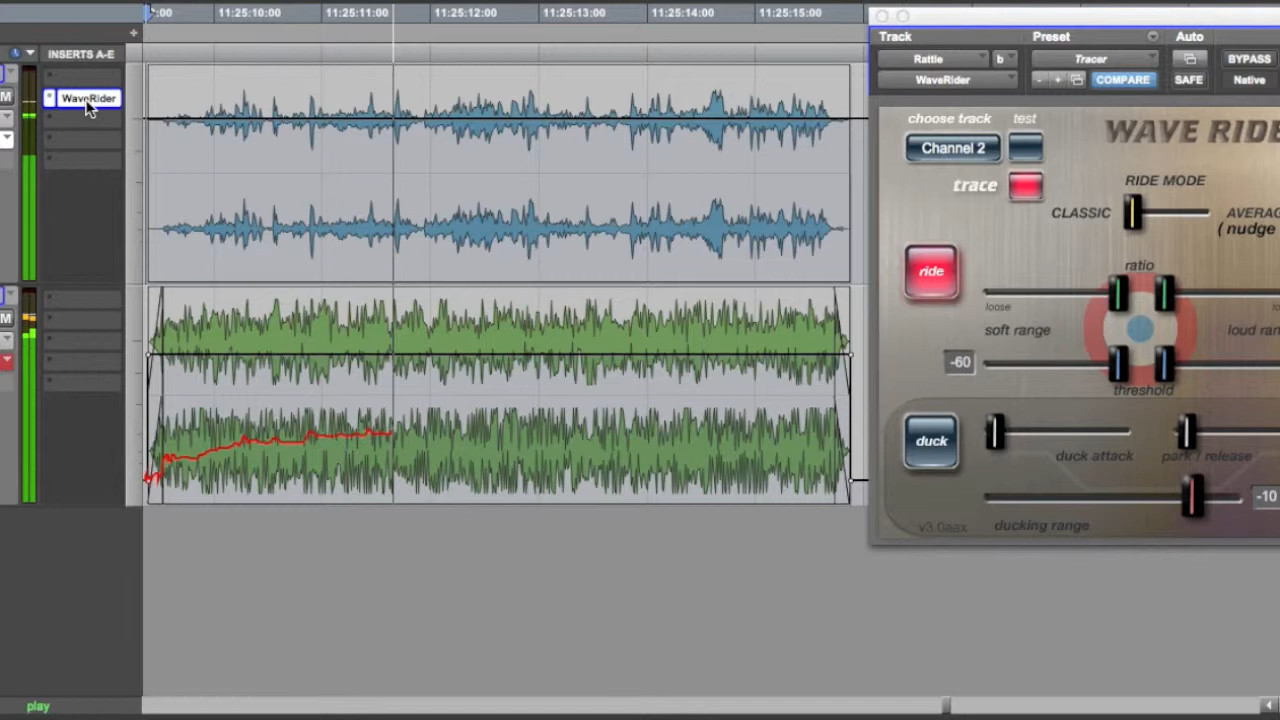 :00 11:25:10:00 11:25:11:00 11:25:12:00 11:25:13:00 11:25:14:00 11:25:15:00
INSERTS A-E
M
WaveRider
M
play
Track Preset Auto
Rattle b Tracer BYPASS
WaveRider - + COMPARE SAFE Native
choose track test
WAVE RIDE
Channel 2
trace
RIDE MODE
CLASSIC AVERAG
( nudge
ride
ratio
loose
soft range loud ran
-60
threshold
duck
duck attack park / release
-10
v3.0aax ducking range